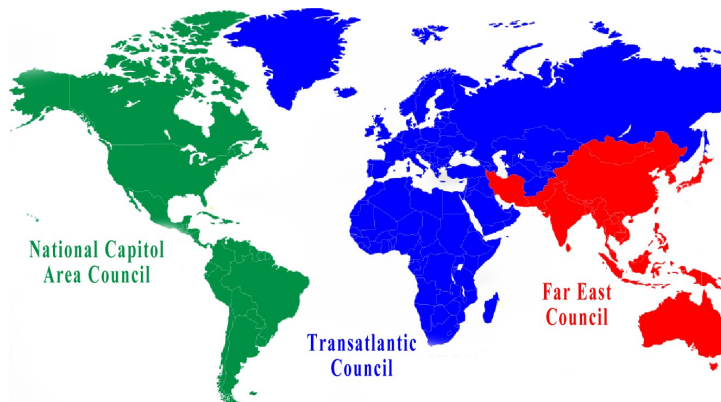 National Capitol
Area Council
Transatlantic
Council
Far East
Council